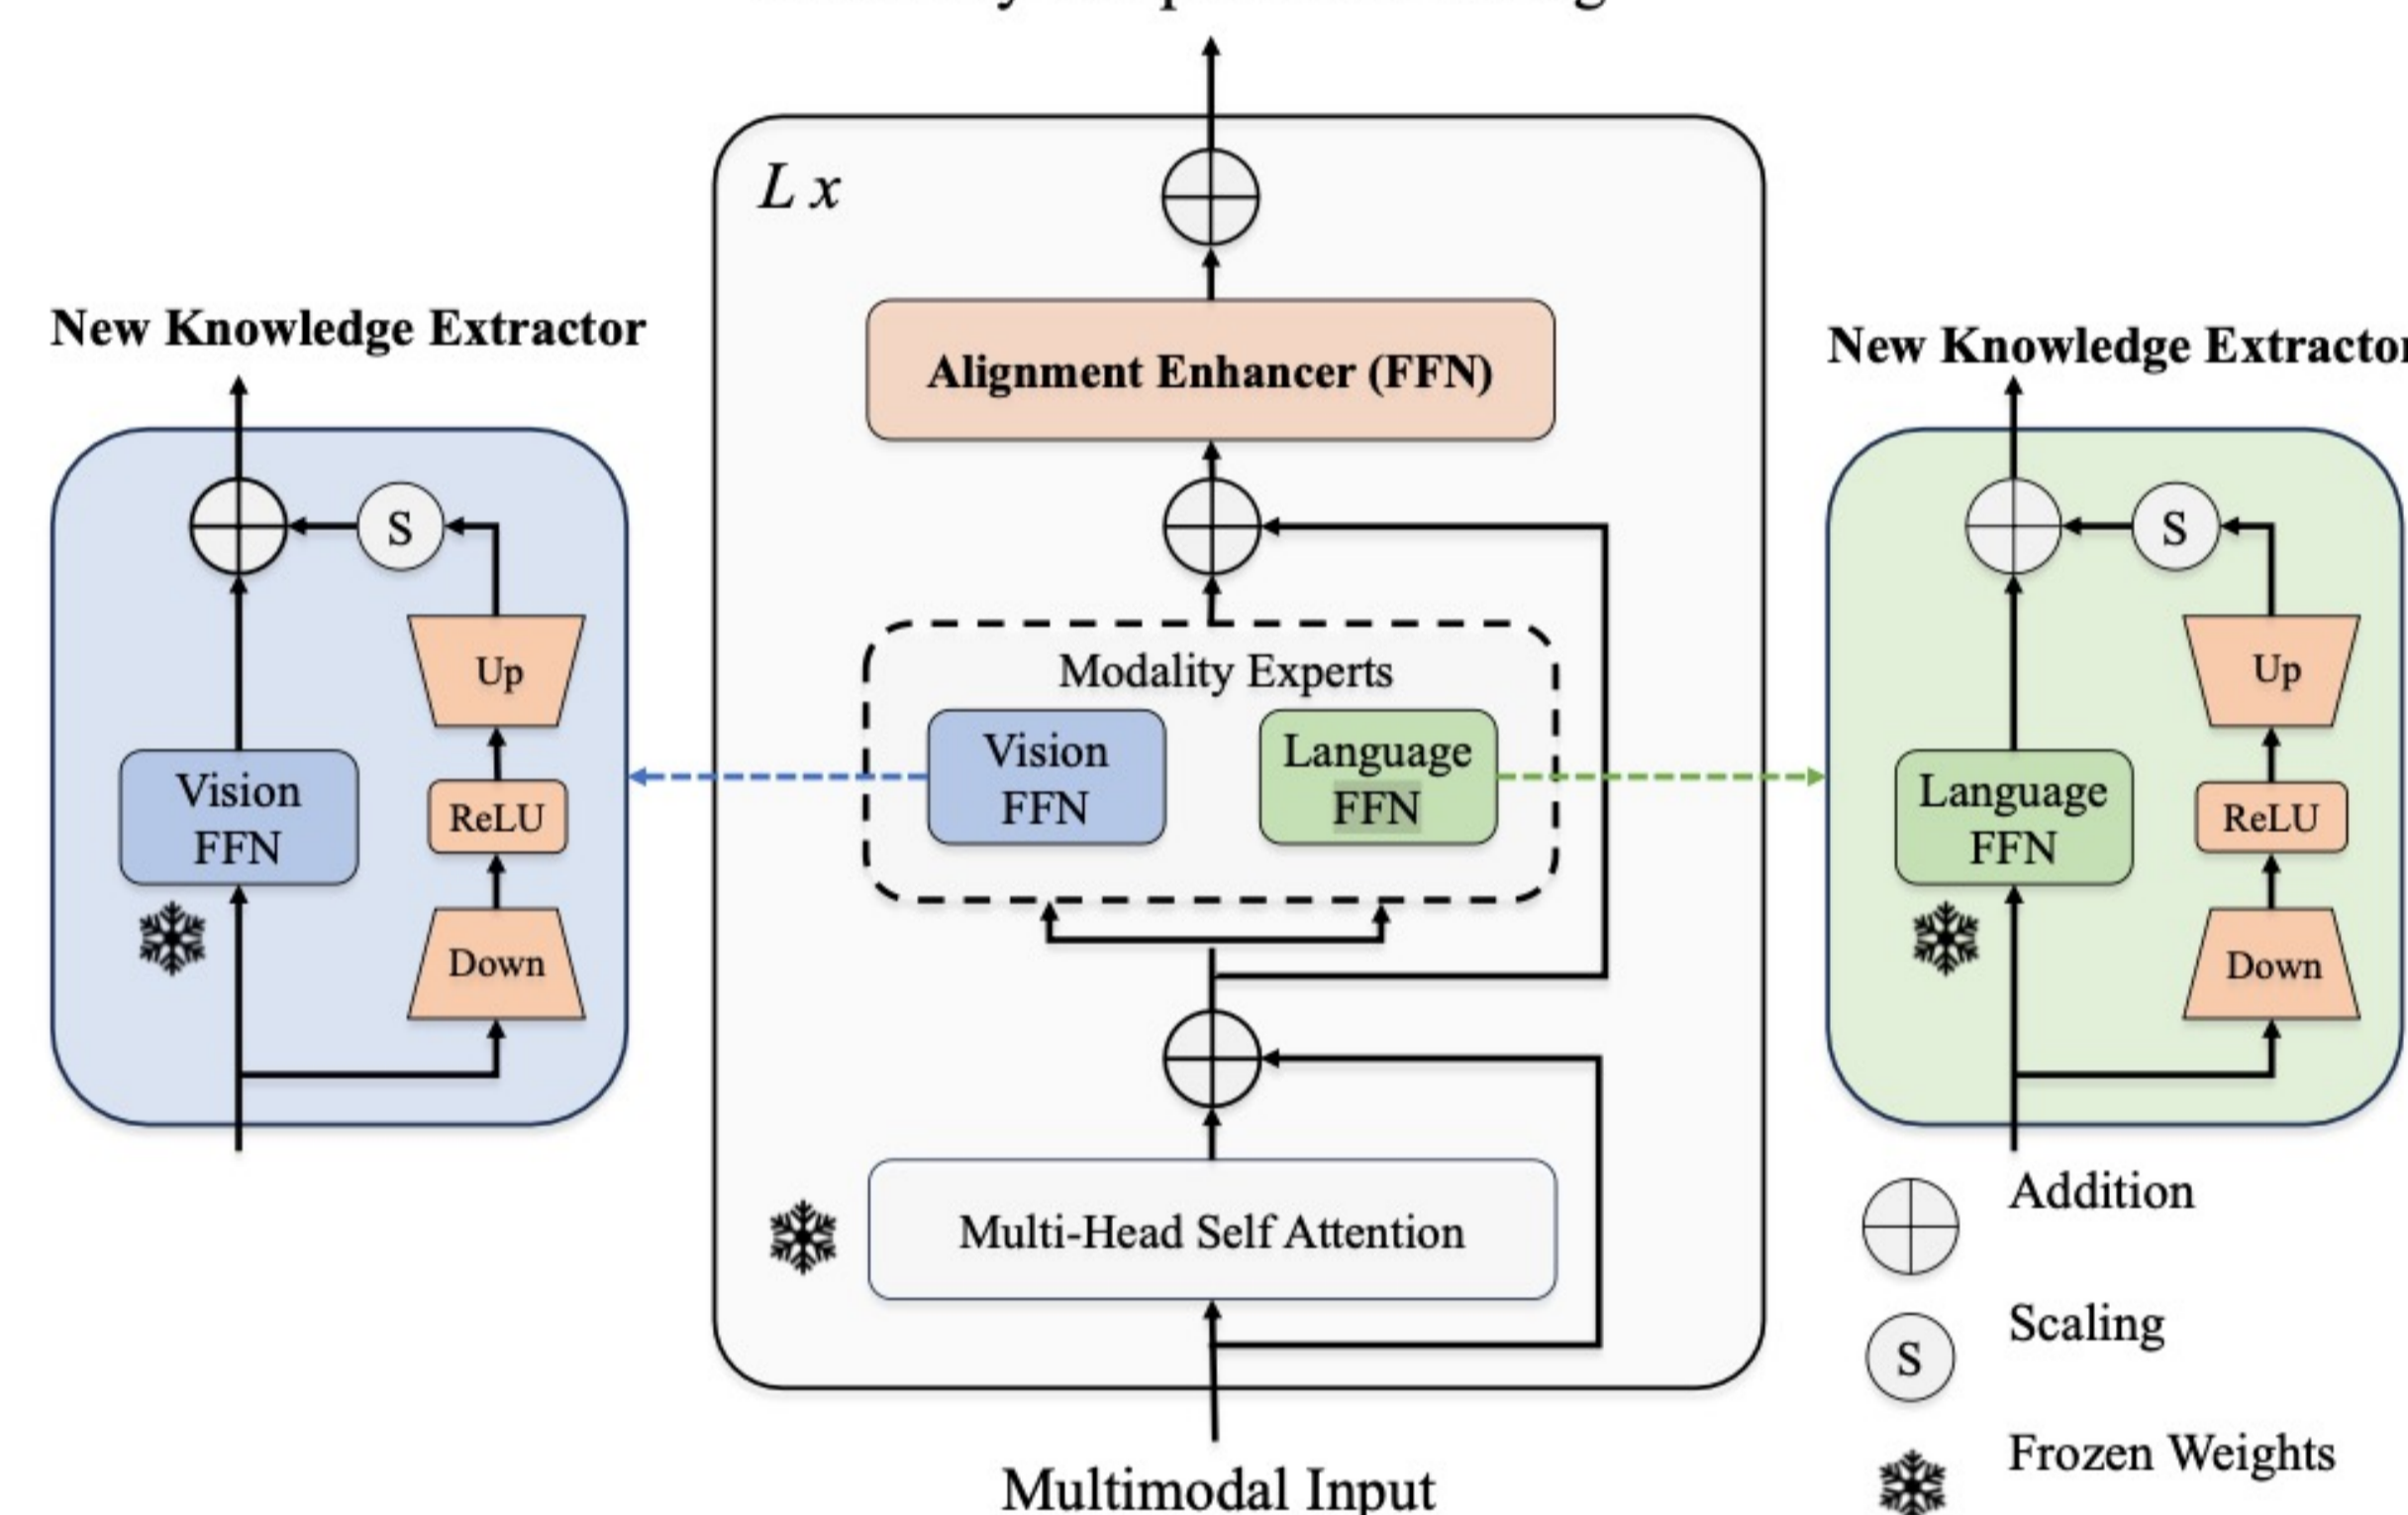 L x
Alignment Enhancer (FFN)
Modality Experts
Vision
FFN
Language
FFN
Multi-Head Self Attention
Multimodal Input
New Knowledge Extractor
S
Up
Vision
FFN
ReLU
Down
New Knowledge Extractor
S
Up
Language
FFN
ReLU
Down
Addition
S
Scaling
Frozen Weights